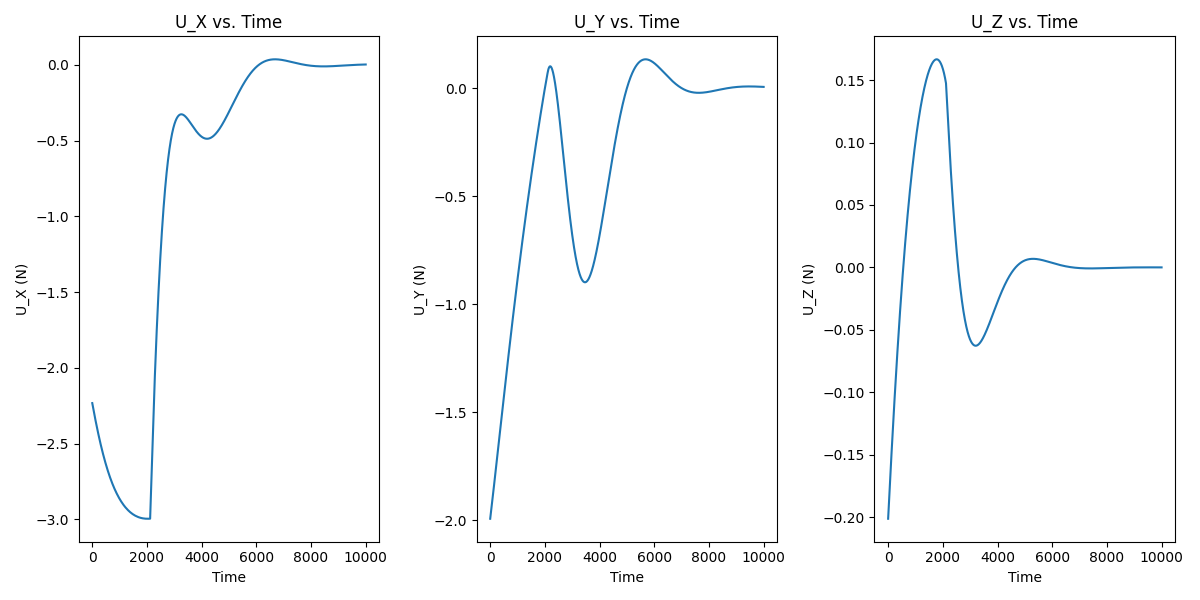 U_X vs. Time
U_X (N)
0.0
−0.5
−1.0
−1.5
−2.0
−2.5
−3.0
0 2000 4000 6000 8000 10000
Time
U_Y vs. Time
U_Y (N)
0.0
−0.5
−1.0
−1.5
−2.0
0 2000 4000 6000 8000 10000
Time
U_Z vs. Time
U_Z (N)
0.15
0.10
0.05
0.00
−0.05
−0.10
−0.15
−0.20
0 2000 4000 6000 8000 10000
Time